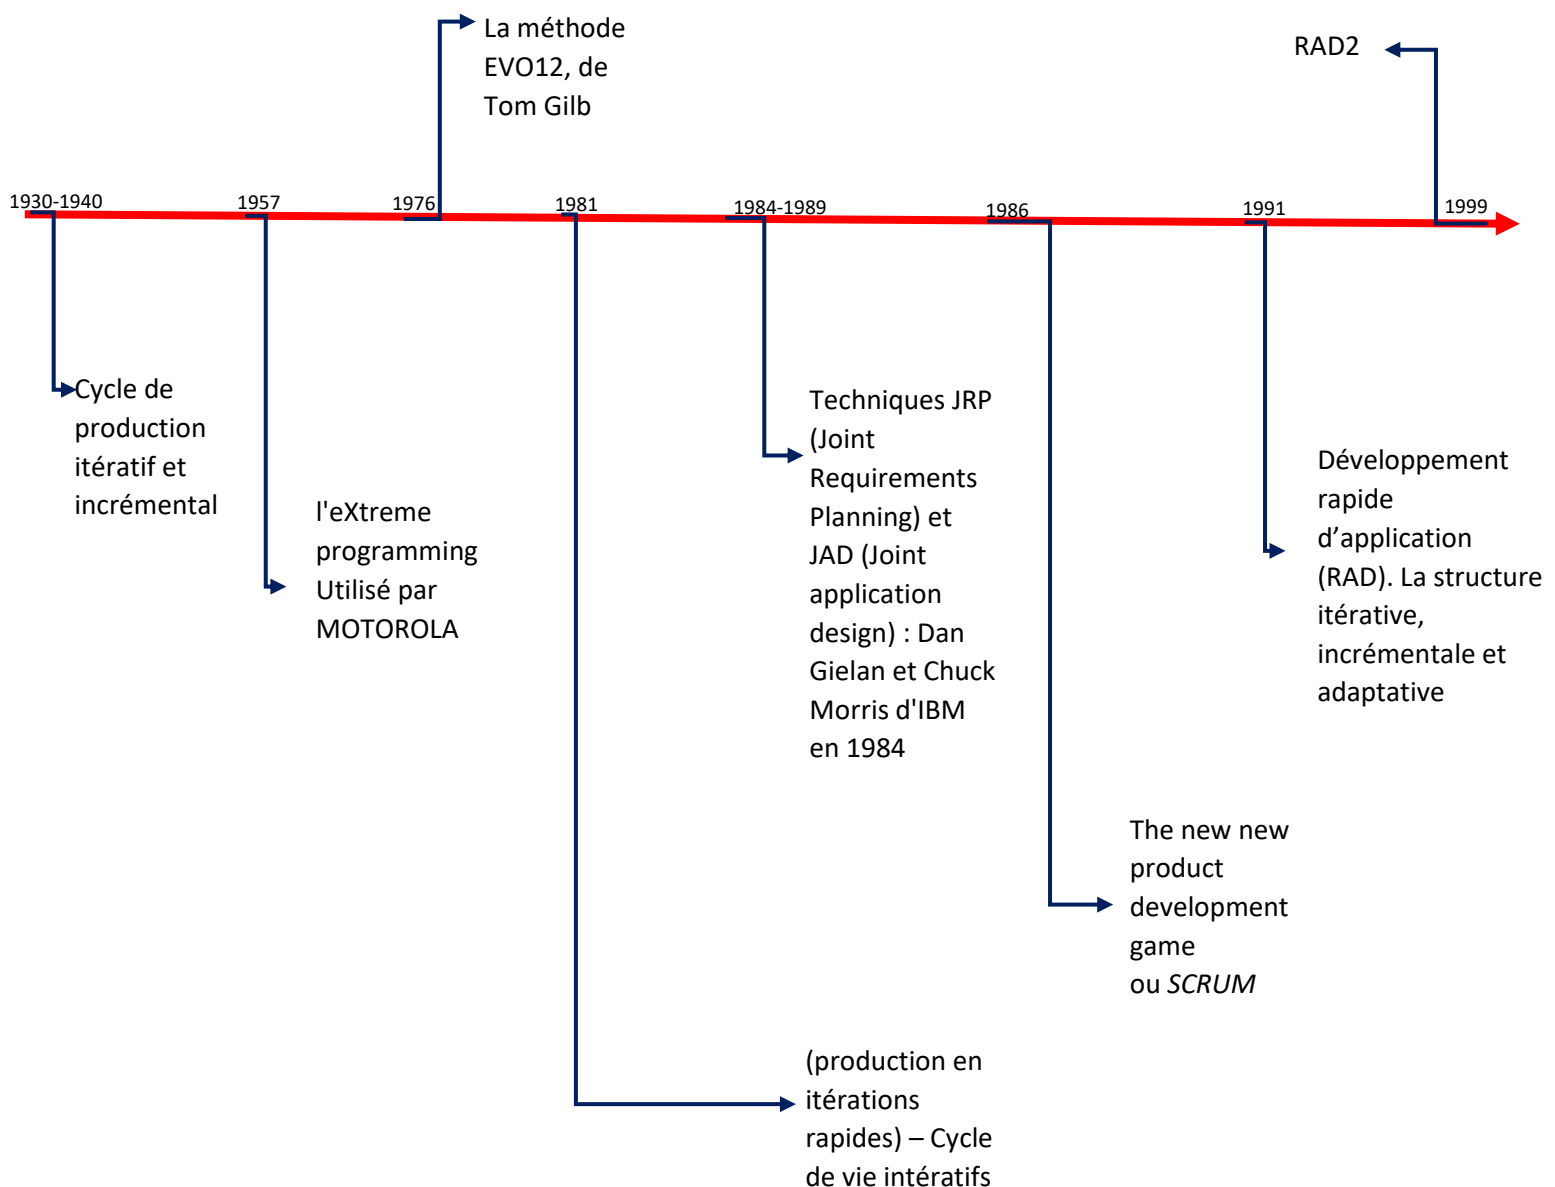 La méthode
EVO12, de
Tom Gilb
RAD2
1930-1940
1957
1976
1981
1984-1989
1986
1991
1999
Cycle de
production
itératif et
incrémental
l'eXtreme
programming
Utilisé par
MOTOROLA
Techniques JRP
(Joint
Requirements
Planning) et
JAD (Joint
application
design) : Dan
Gielan et Chuck
Morris d'IBM
en 1984
Développement
rapide
d’application
(RAD). La structure
itérative,
incrémentale et
adaptative
The new new
product
development
game
ou SCRUM
(production en
itérations
rapides) – Cycle
de vie intératifs